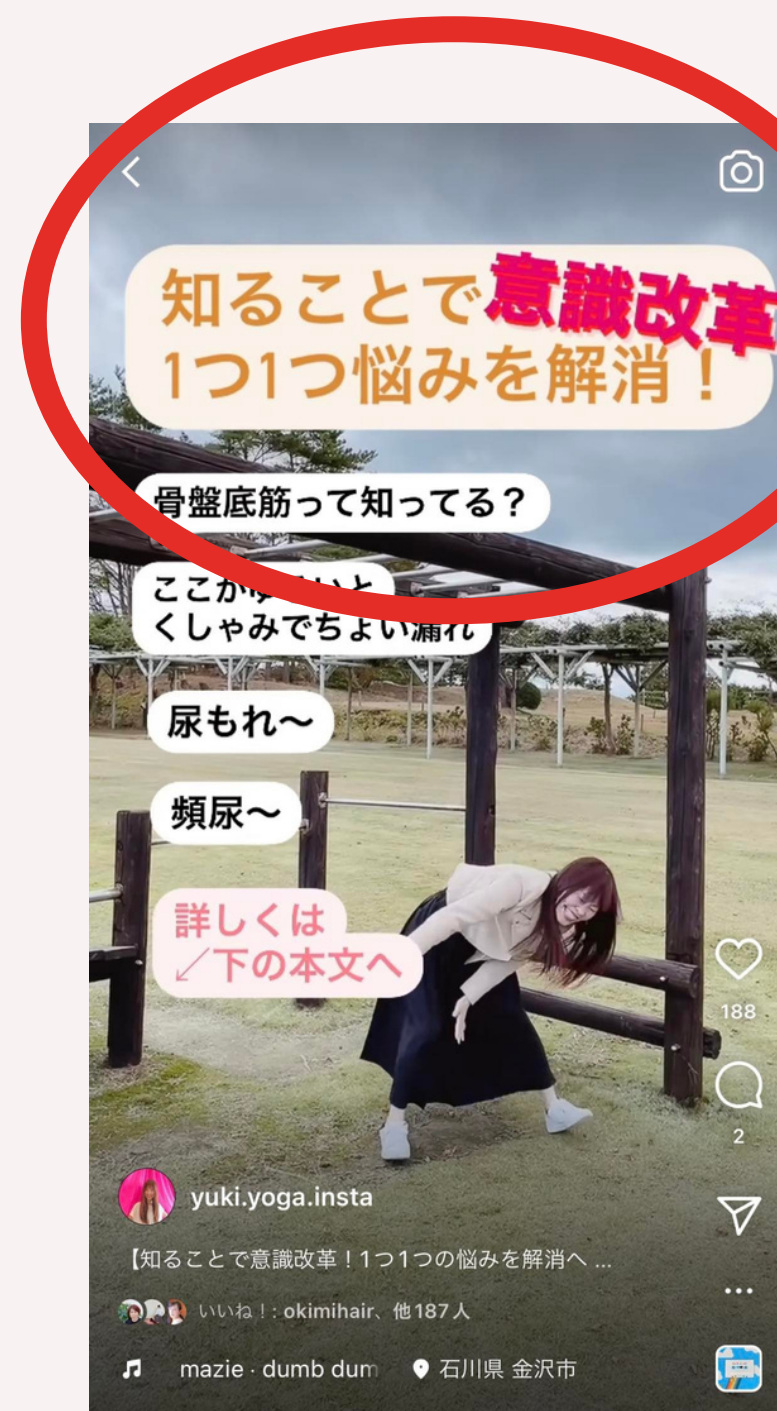 知ることで意識改革
1つ1つ悩みを解消！
骨盤底筋って知ってる？
くしゃみでちょい漏れ
尿もれ〜
頻尿〜
詳しくは
↙下の本文へ
188
2
yuki.yoga.insta
【知ることで意識改革！1つ1つの悩みを解消へ ...
いいね！: okimihair、他187人
mazie · dumb dum
石川県 金沢市